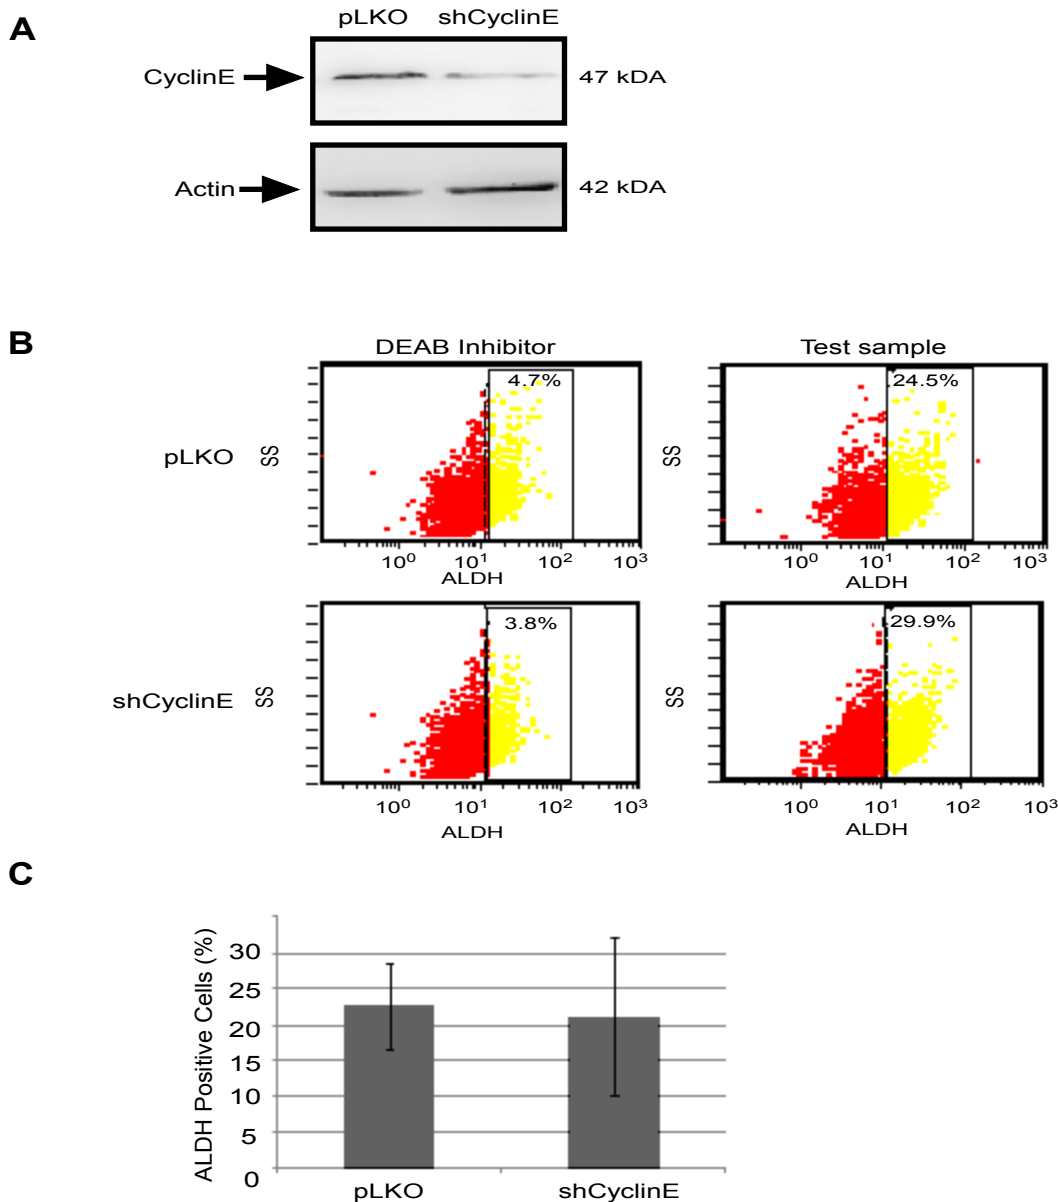 A
pLKO shCyclinE
CyclinE 47 kDA
Actin 42 kDA
B
DEAB Inhibitor Test sample
4.7% 24.5%
pLKO SS SS
10⁰ 10¹ 10² 10³ 10⁰ 10¹ 10² 10³
ALDH ALDH
3.8% 29.9%
shCyclinE SS SS
10⁰ 10¹ 10² 10³ 10⁰ 10¹ 10² 10³
ALDH ALDH
C
ALDH Positive Cells (%)
30
25
20
15
10
5
0
pLKO shCyclinE